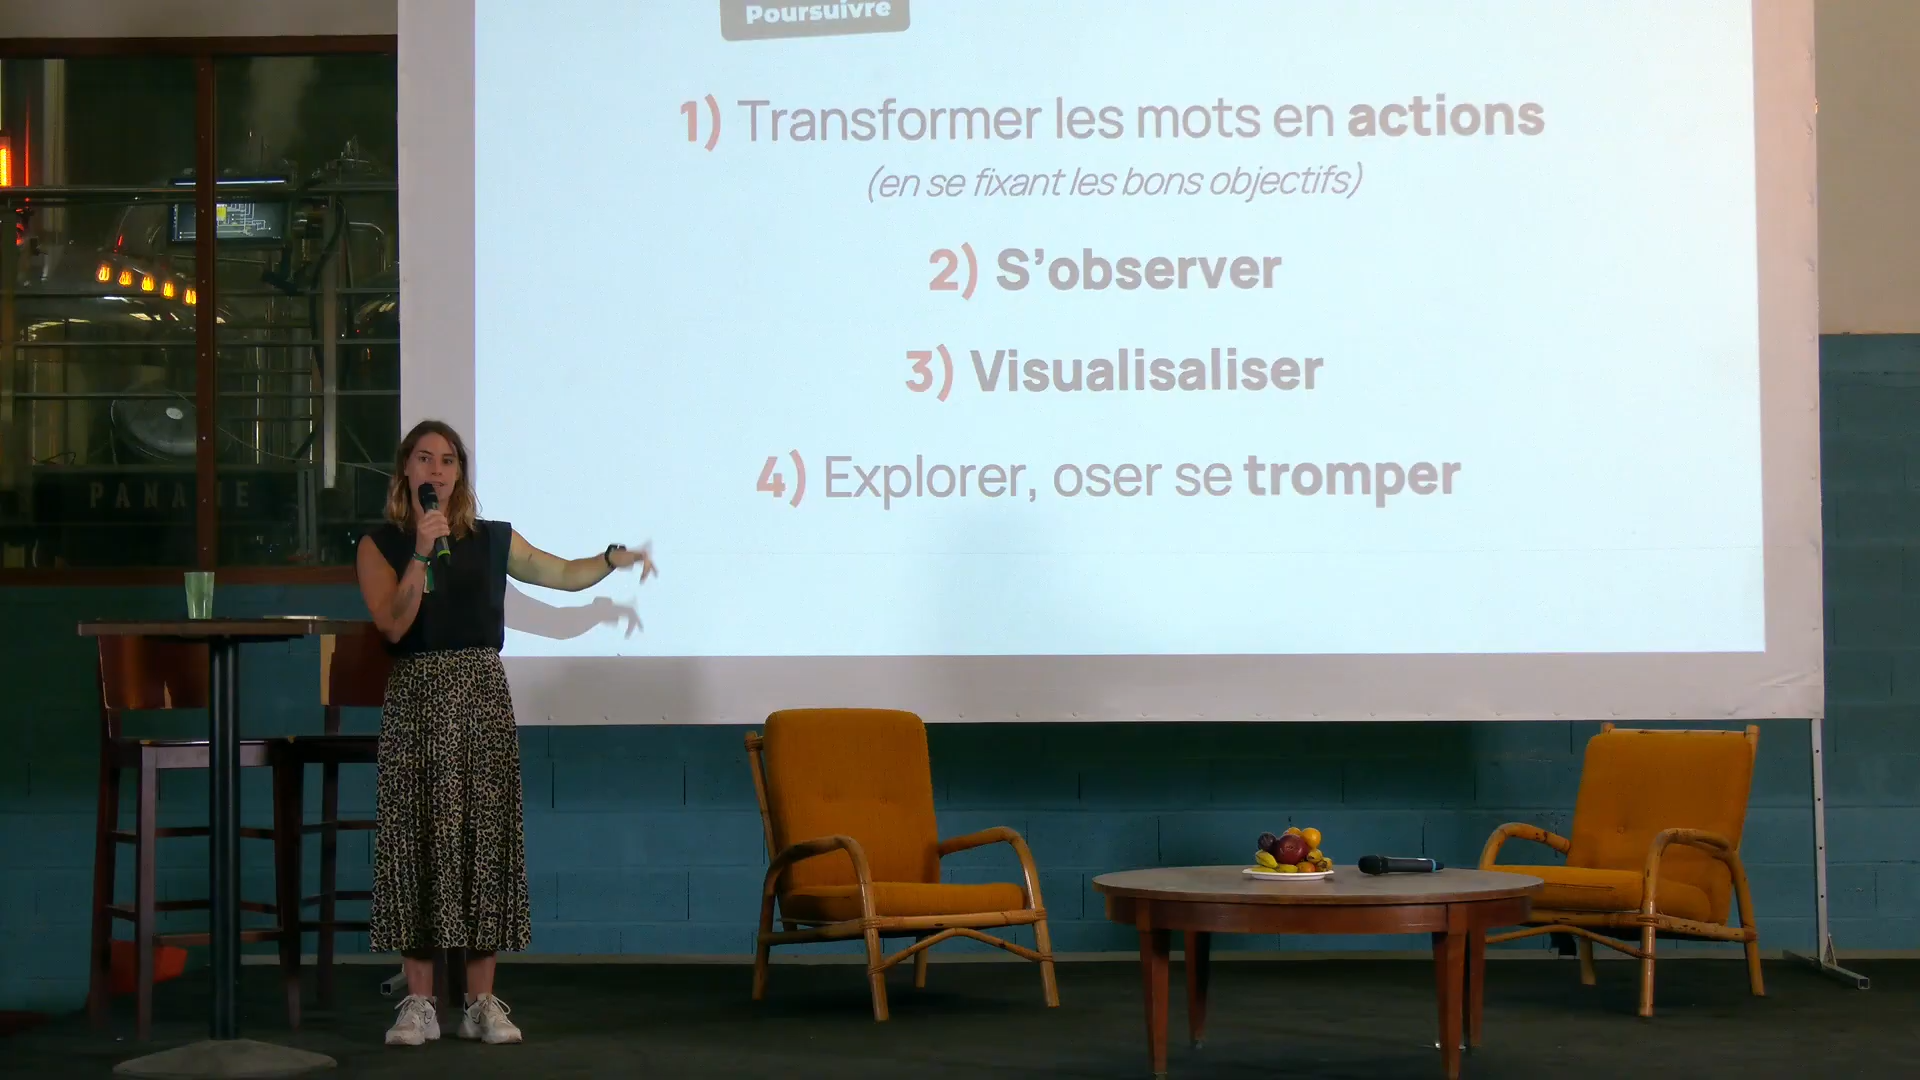 Poursuivre
1) Transformer les mots en actions
(en se fixant les bons objectifs)
2) S’observer
3) Visualisaliser
4) Explorer, oser se tromper
PANAME